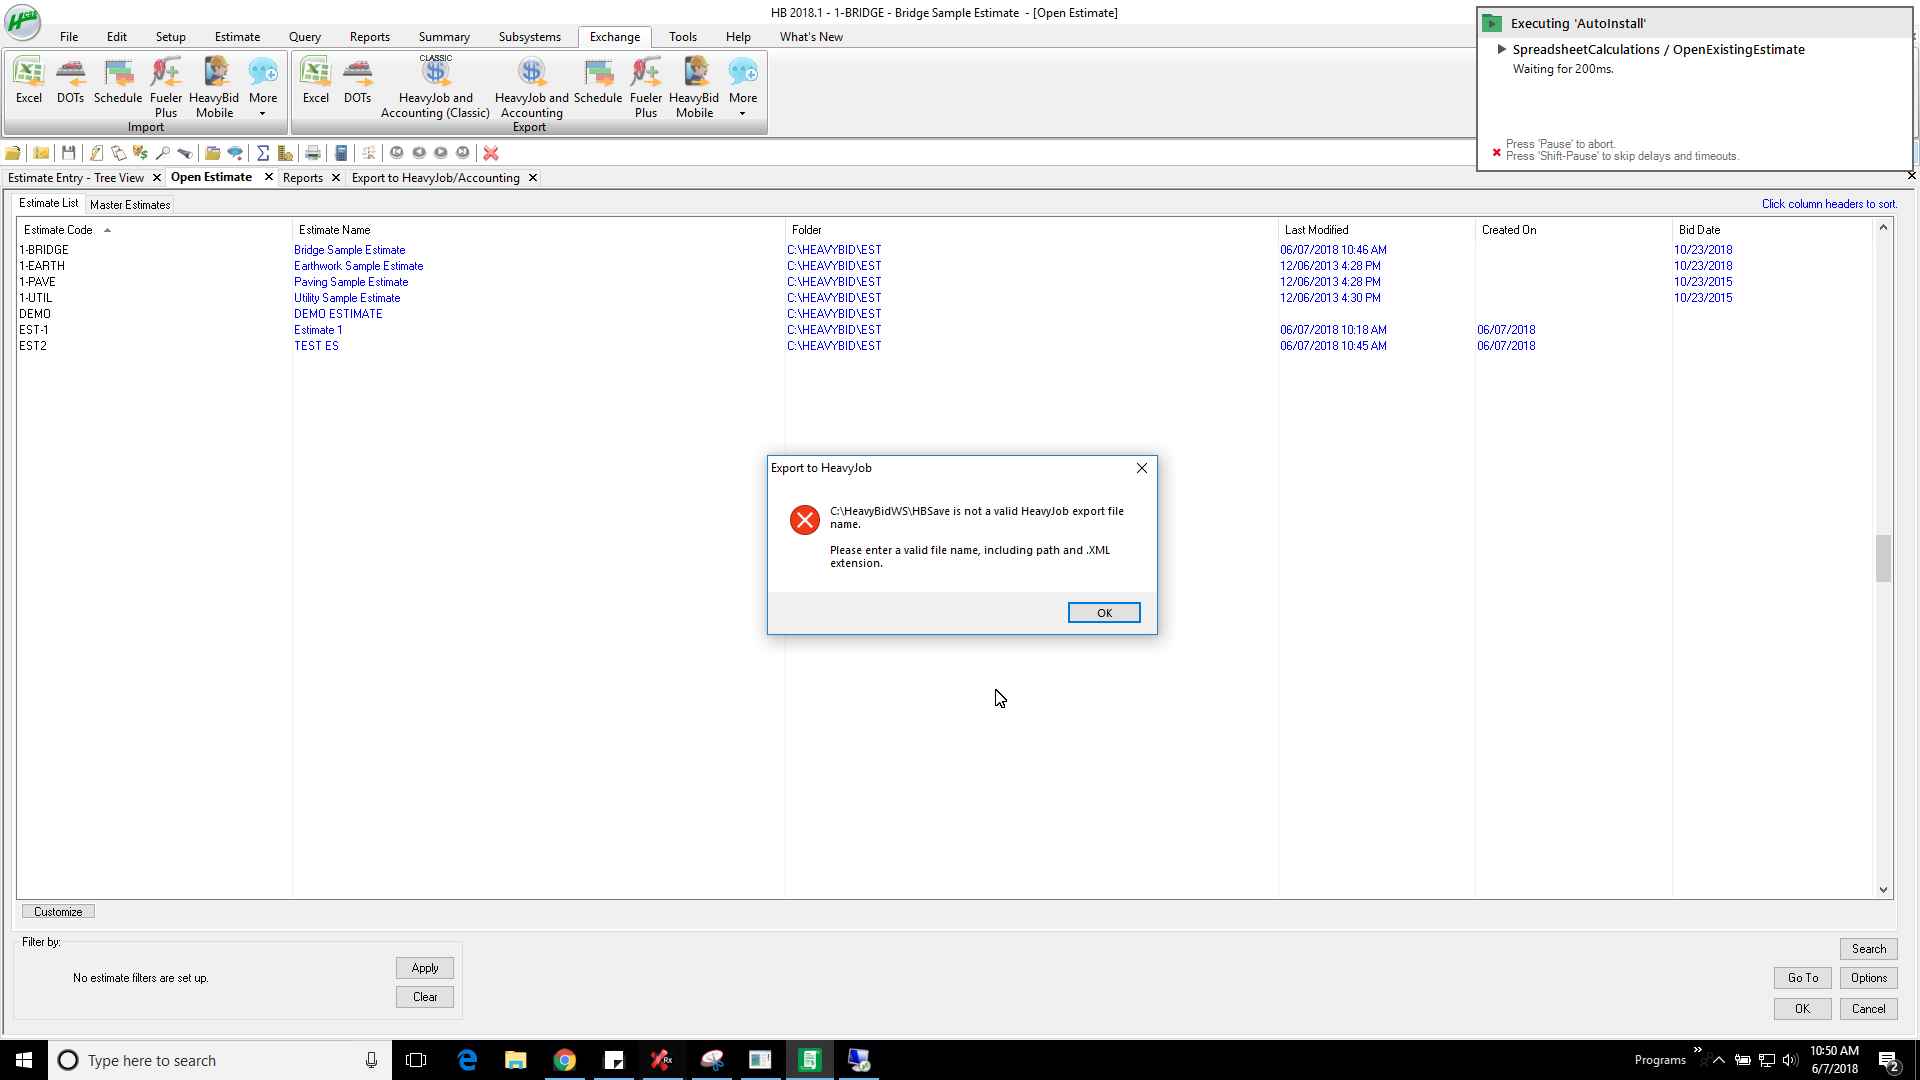 HB 2018.1 - 1-BRIDGE - Bridge Sample Estimate - [Open Estimate]
File Edit Setup Estimate Query Reports Summary Subsystems Exchange Tools Help What's New
Excel DOTs Schedule Fueler Plus HeavyBid Mobile More
Import
Excel DOTs CLASSIC HeavyJob and Accounting (Classic) HeavyJob and Accounting Schedule Fueler Plus HeavyBid Mobile More
Export
Executing 'AutoInstall'
SpreadsheetCalculations / OpenExistingEstimate
Waiting for 200ms.
Press 'Pause' to abort.
Press 'Shift-Pause' to skip delays and timeouts.
Estimate Entry - Tree View Open Estimate Reports Export to HeavyJob/Accounting
Estimate List Master Estimates Click column headers to sort.
Estimate Code Estimate Name Folder Last Modified Created On Bid Date
1-BRIDGE Bridge Sample Estimate C:\HEAVYBID\EST 06/07/2018 10:46 AM 10/23/2018
1-EARTH Earthwork Sample Estimate C:\HEAVYBID\EST 12/06/2013 4:28 PM 10/23/2018
1-PAVE Paving Sample Estimate C:\HEAVYBID\EST 12/06/2013 4:28 PM 10/23/2015
1-UTIL Utility Sample Estimate C:\HEAVYBID\EST 12/06/2013 4:30 PM 10/23/2015
DEMO DEMO ESTIMATE C:\HEAVYBID\EST
EST-1 Estimate 1 C:\HEAVYBID\EST 06/07/2018 10:18 AM 06/07/2018
EST2 TEST ES C:\HEAVYBID\EST 06/07/2018 10:45 AM 06/07/2018
Export to HeavyJob
C:\HeavyBidWS\HBSave is not a valid HeavyJob export file
name.
Please enter a valid file name, including path and .XML
extension.
OK
Customize
Filter by:
No estimate filters are set up.
Apply
Clear
Search
Go To Options
OK Cancel
Type here to search
Programs
10:50 AM
6/7/2018
2